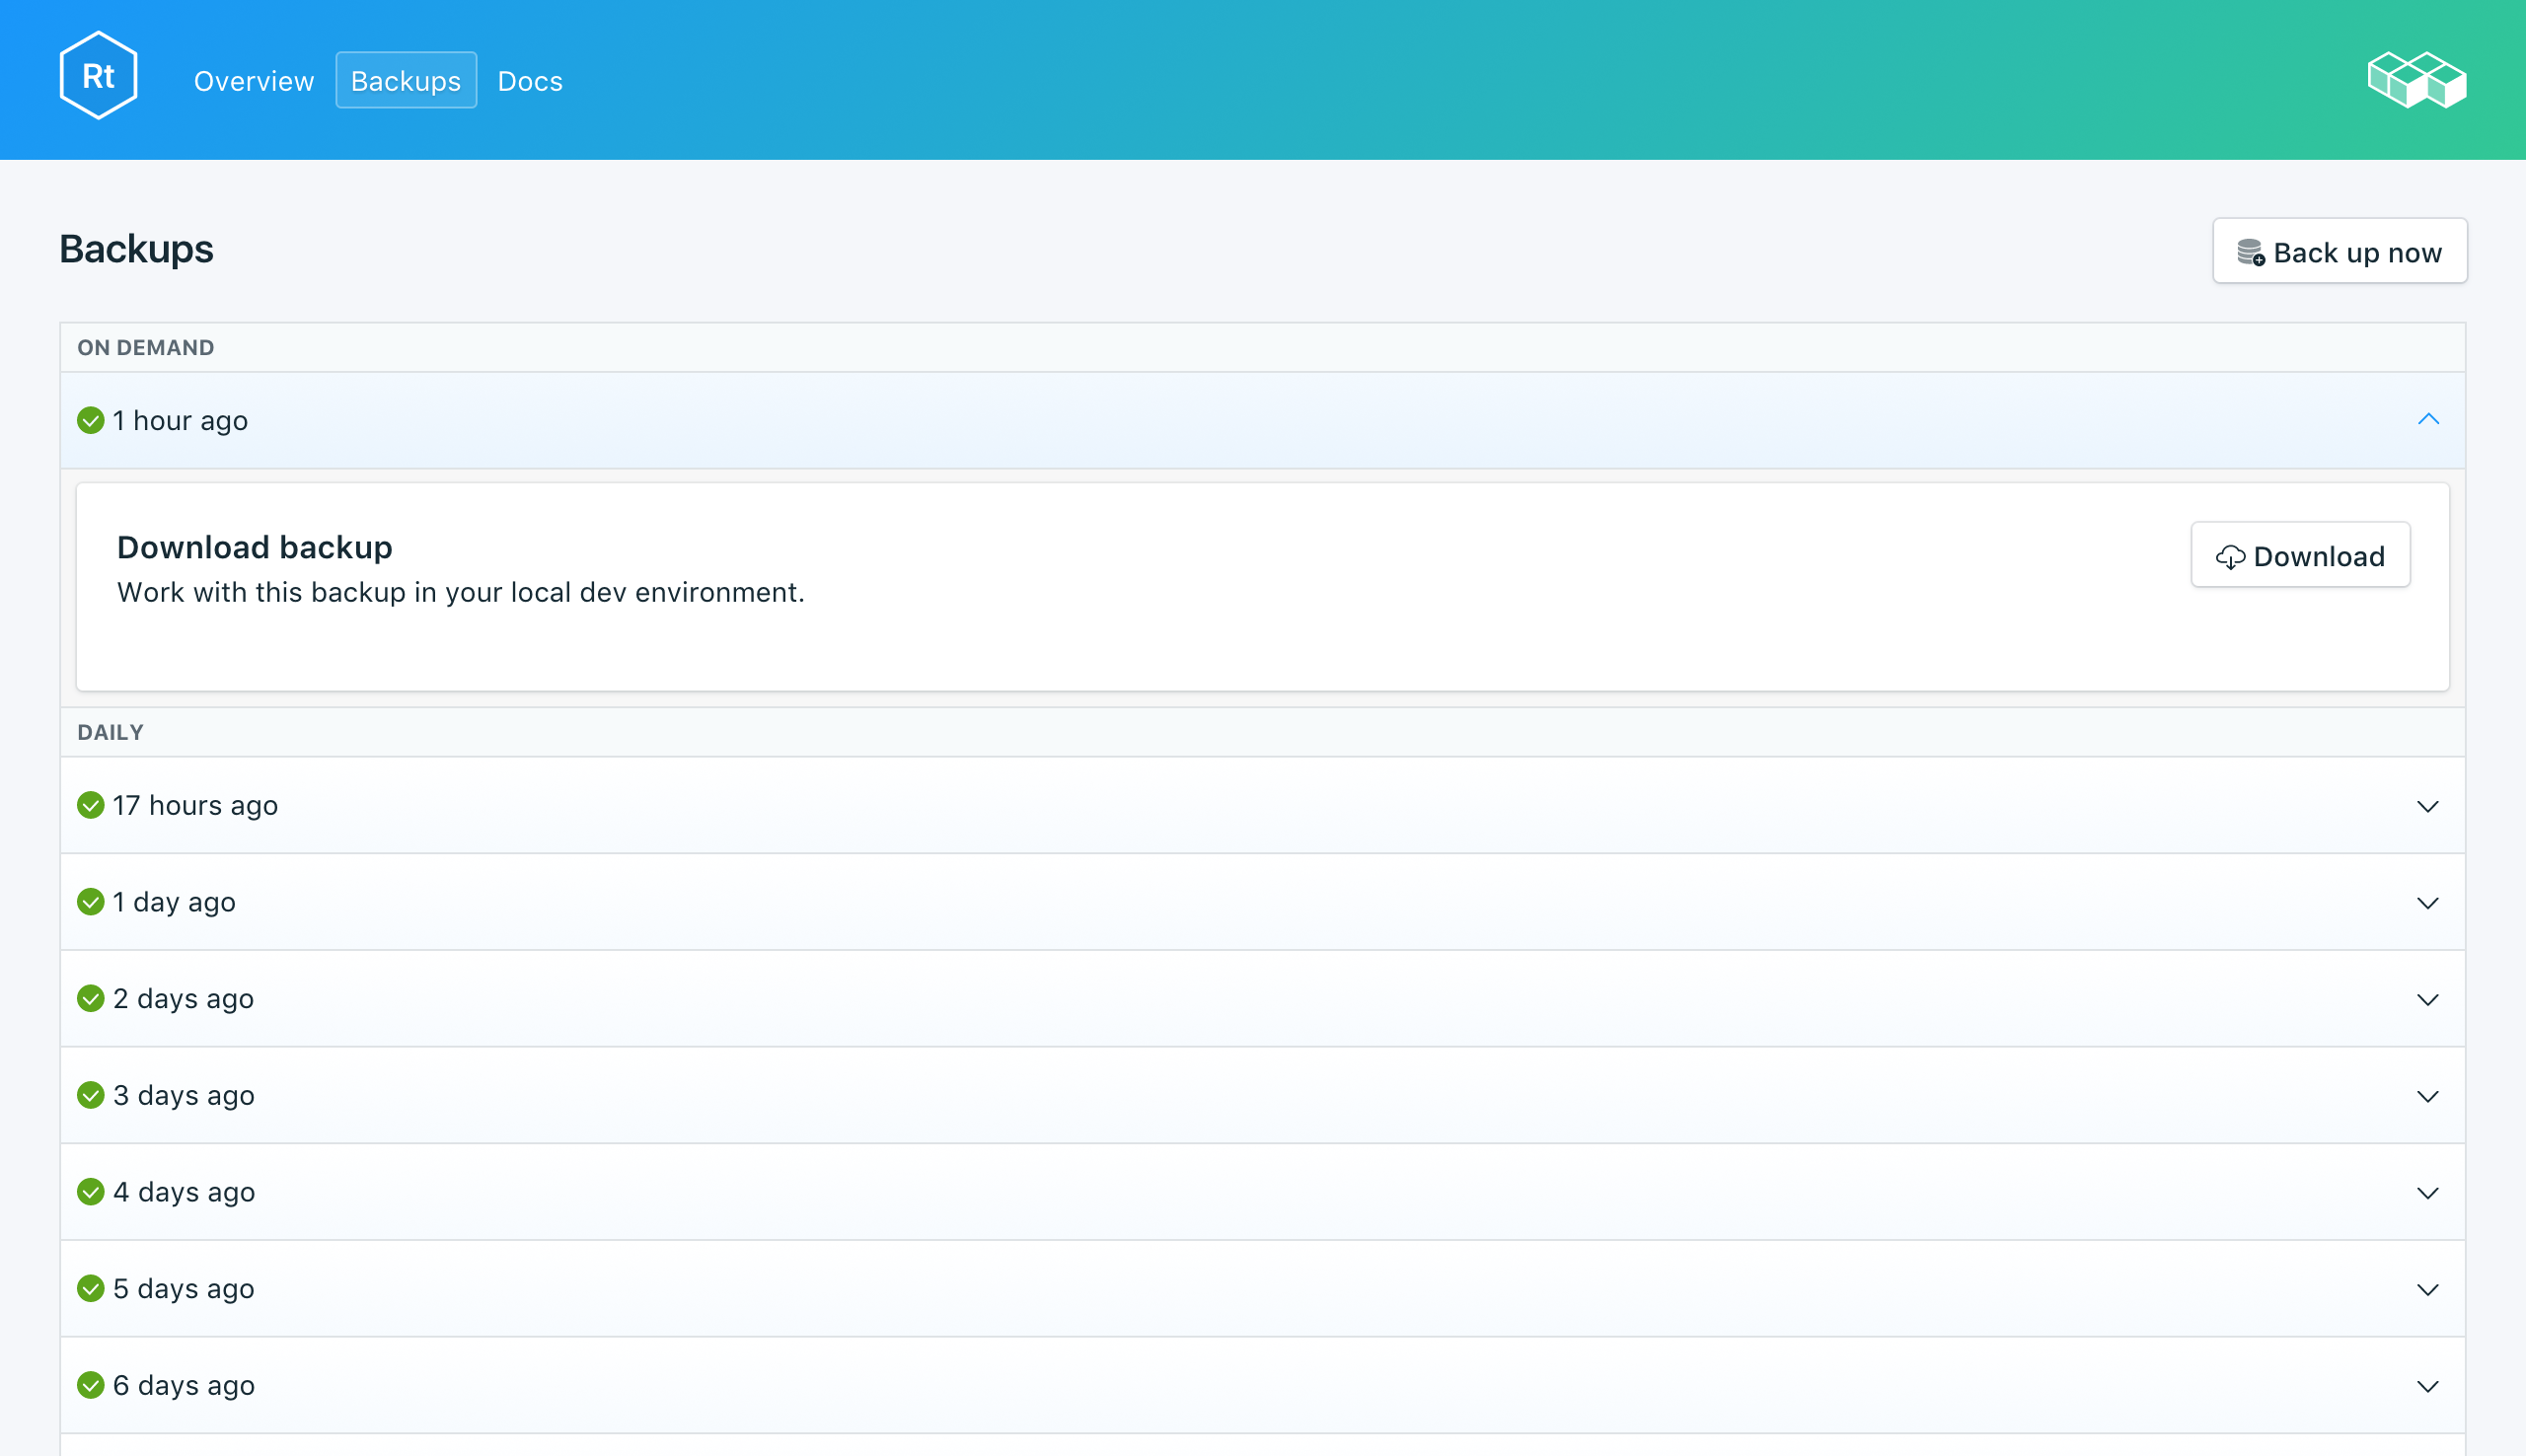 Rt
Overview Backups Docs
Backups
Back up now
ON DEMAND
1 hour ago
Download backup
Download
Work with this backup in your local dev environment.
DAILY
17 hours ago
1 day ago
2 days ago
3 days ago
4 days ago
5 days ago
6 days ago